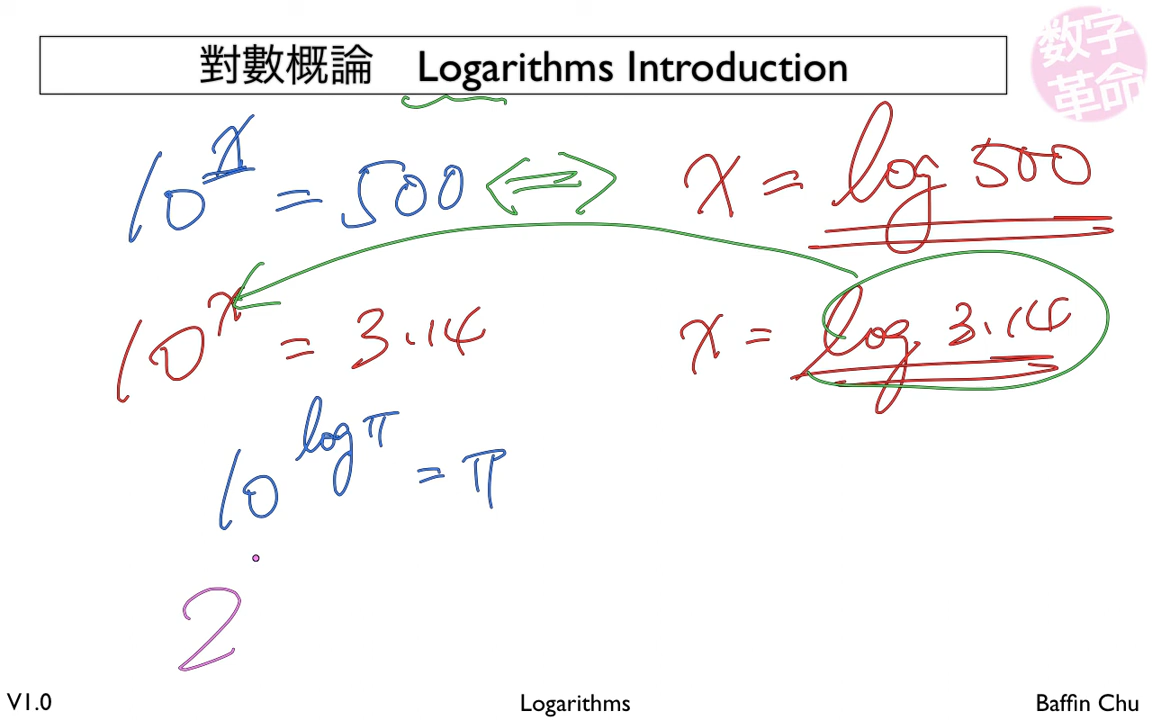 数字
革命
對數概論 Logarithms Introduction
10^x = 500 ⟺ x = log 500
10^x = 3.14 x = log 3.14
10^log π = π
2
V1.0 Logarithms Baffin Chu